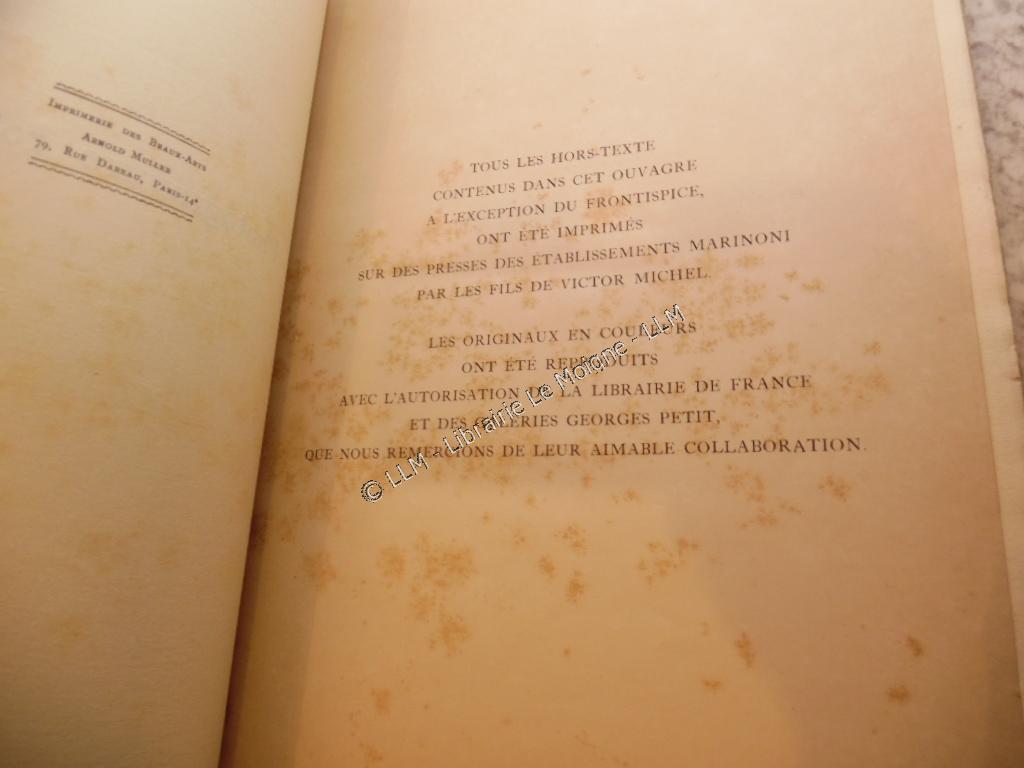 IMPRIMERIE DES BEAUX-ARTS
ARNOLD MULLER
79, RUE DAREAU, PARIS-14e
TOUS LES HORS-TEXTE
CONTENUS DANS CET OUVAGRE
A L'EXCEPTION DU FRONTISPICE,
ONT ÉTÉ IMPRIMÉS
SUR DES PRESSES DES ÉTABLISSEMENTS MARINONI
PAR LES FILS DE VICTOR MICHEL.
LES ORIGINAUX EN COULEURS
ONT ÉTÉ REPRODUITS
AVEC L'AUTORISATION DE LA LIBRAIRIE DE FRANCE
ET DES GALERIES GEORGES PETIT,
QUE NOUS REMERCIONS DE LEUR AIMABLE COLLABORATION.
© LLM - Librairie Le Moigne - LLM